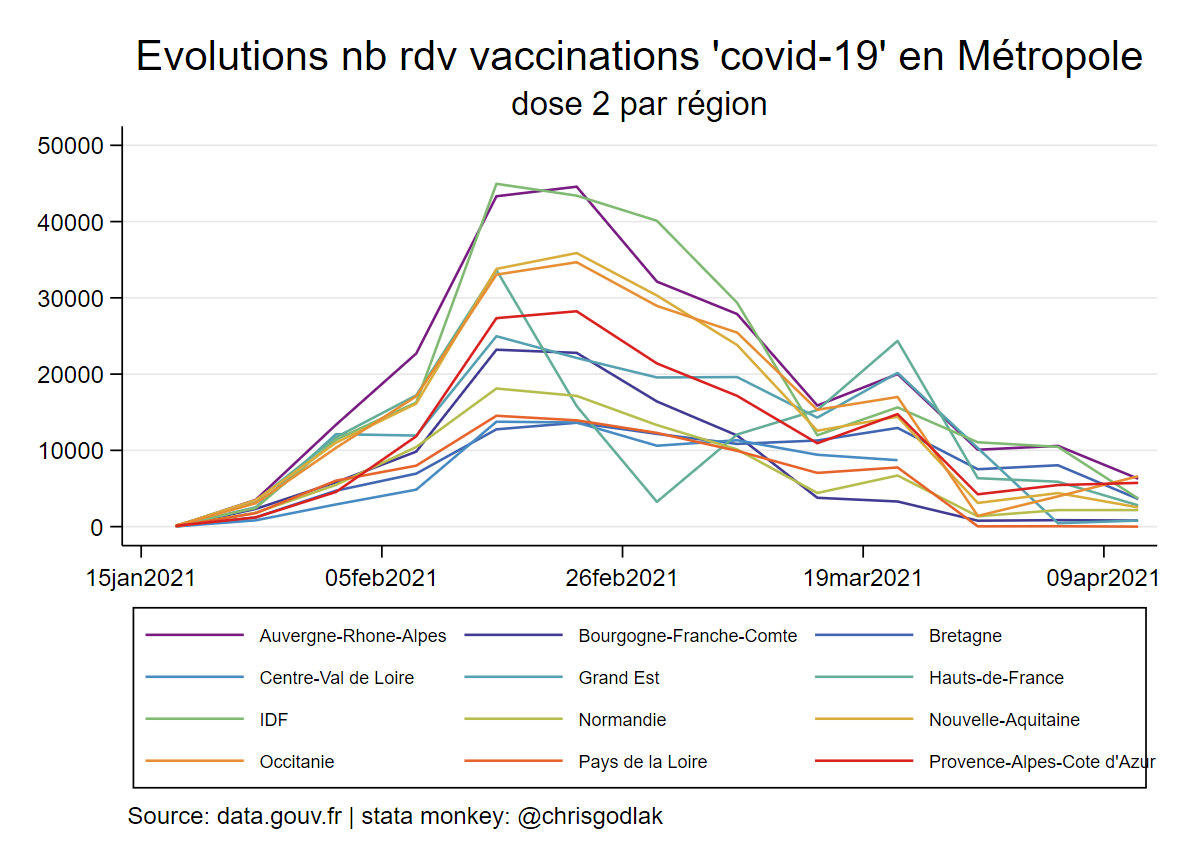 Evolutions nb rdv vaccinations 'covid-19' en Métropole
dose 2 par région
50000
40000
30000
20000
10000
0
15jan2021 05feb2021 26feb2021 19mar2021 09apr2021
Auvergne-Rhone-Alpes Bourgogne-Franche-Comte Bretagne
Centre-Val de Loire Grand Est Hauts-de-France
IDF Normandie Nouvelle-Aquitaine
Occitanie Pays de la Loire Provence-Alpes-Cote d'Azur
Source: data.gouv.fr | stata monkey: @chrisgodlak